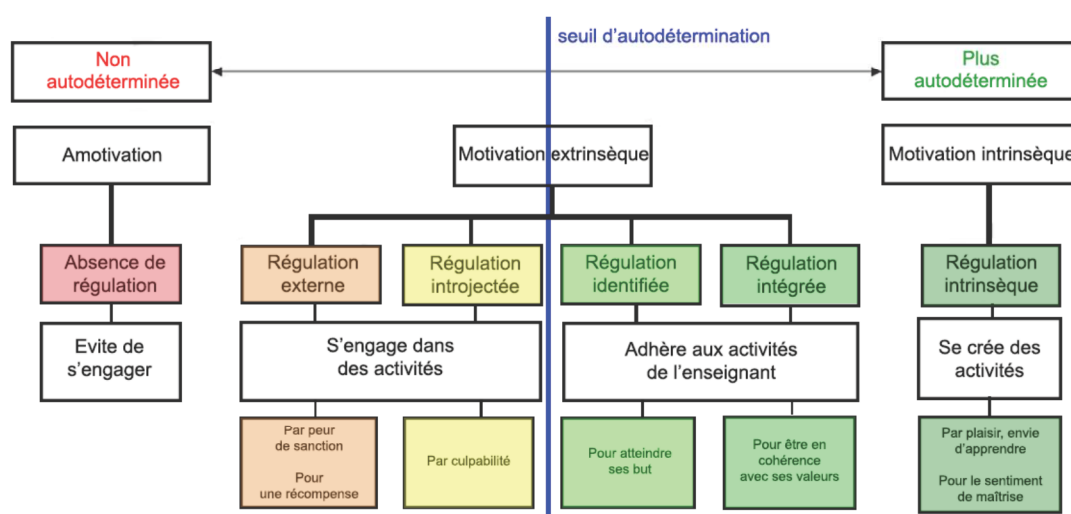 seuil d'autodétermination
Non
autodéterminée
Plus
autodéterminée
Amotivation
Motivation extrinsèque
Motivation intrinsèque
Absence de
régulation
Régulation
externe
Régulation
introjectée
Régulation
identifiée
Régulation
intégrée
Régulation
intrinsèque
Evite de
s'engager
S'engage dans
des activités
Adhère aux activités
de l'enseignant
Se crée des
activités
Par peur
de sanction
Pour
une récompense
Par culpabilité
Pour atteindre
ses but
Pour être en
cohérence
avec ses valeurs
Par plaisir, envie
d'apprendre
Pour le sentiment
de maîtrise